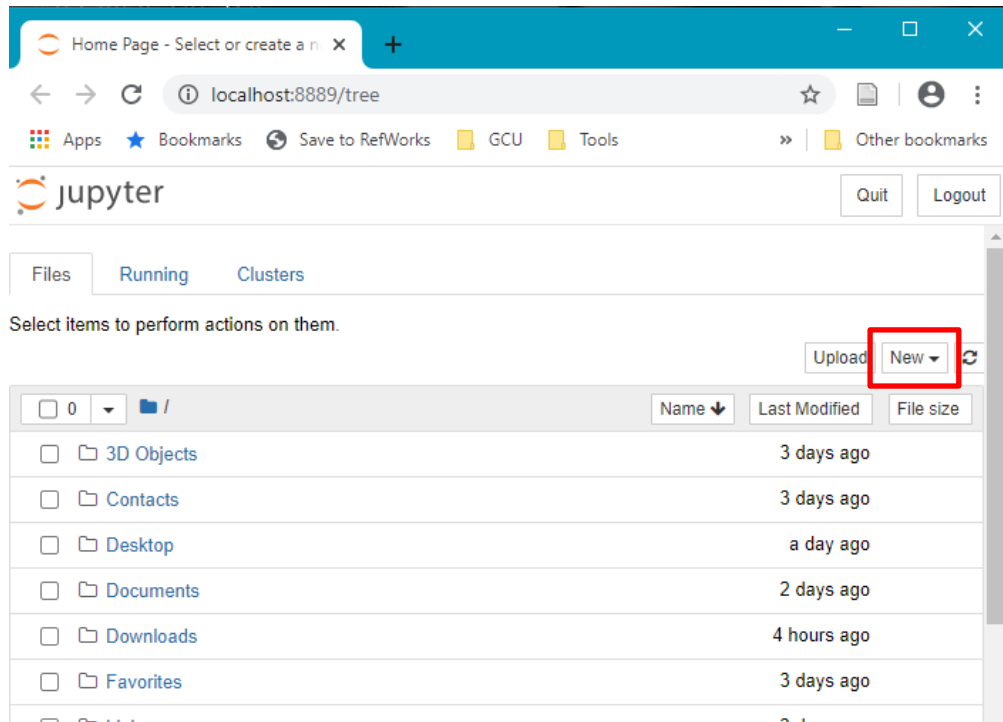 Home Page - Select or create a n
localhost:8889/tree
Apps Bookmarks Save to RefWorks GCU Tools » Other bookmarks
jupyter Quit Logout
Files Running Clusters
Select items to perform actions on them.
Upload New
0 / Name Last Modified File size
3D Objects 3 days ago
Contacts 3 days ago
Desktop a day ago
Documents 2 days ago
Downloads 4 hours ago
Favorites 3 days ago